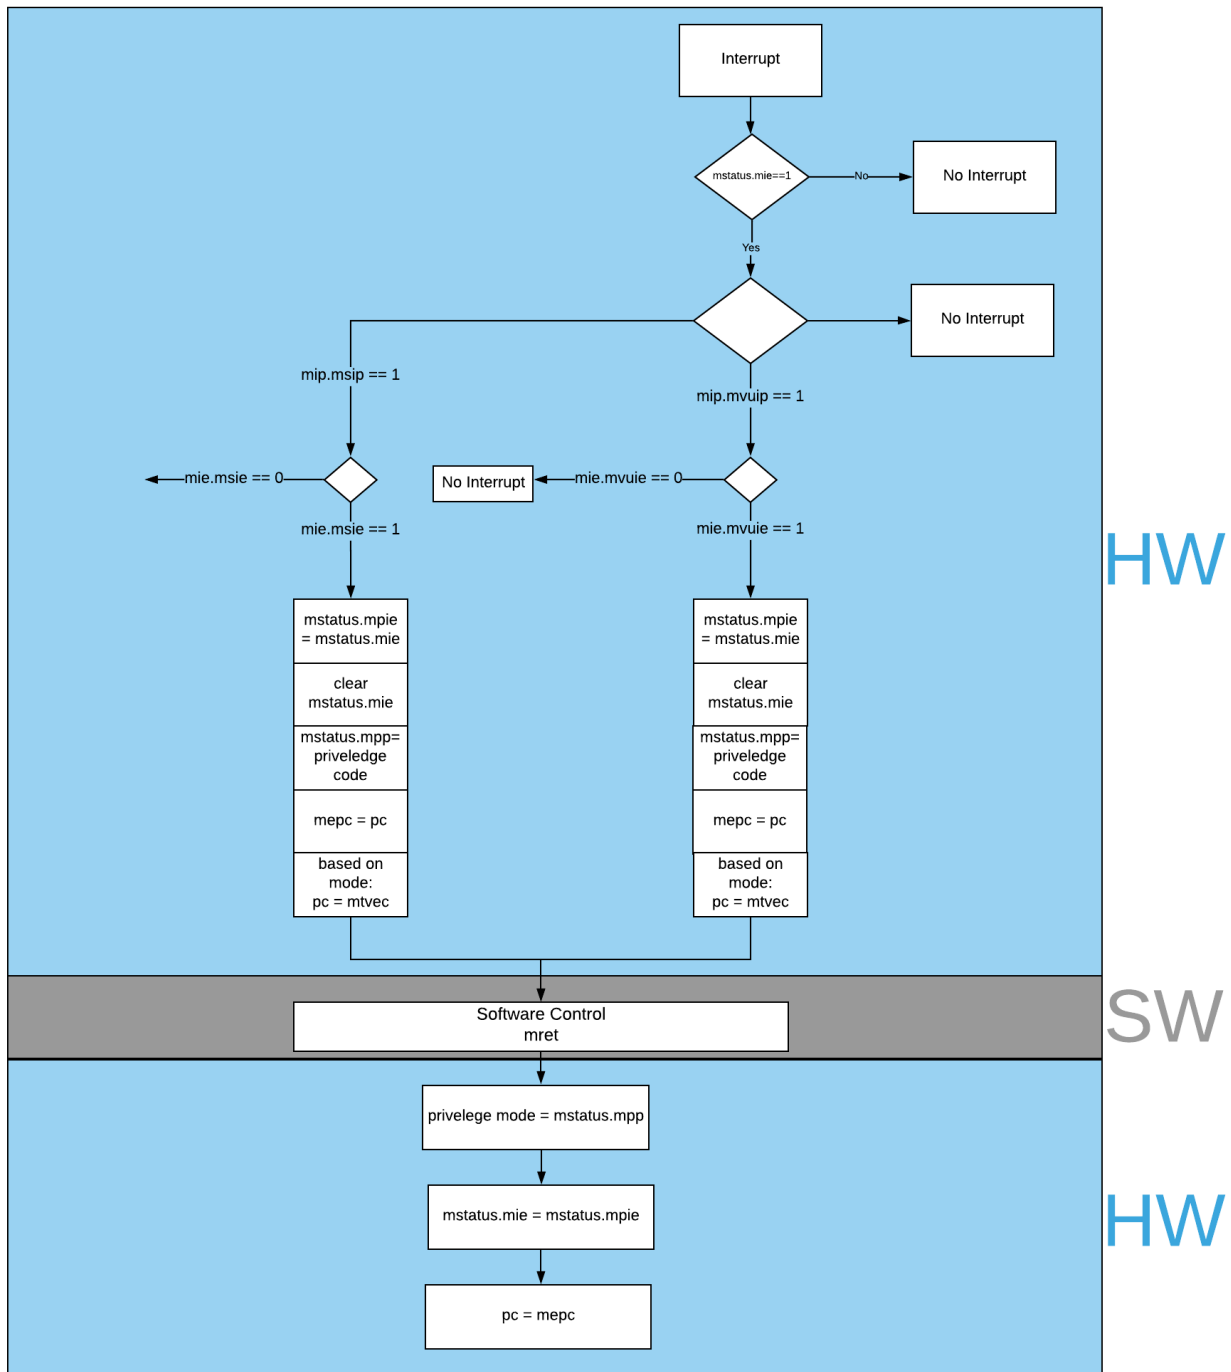 Interrupt
mstatus.mie==1
No
No Interrupt
Yes
No Interrupt
mip.msip == 1
mip.mvuip == 1
mie.msie == 0
No Interrupt
mie.mvuie == 0
mie.msie == 1
mie.mvuie == 1
HW
mstatus.mpie
= mstatus.mie
clear
mstatus.mie
mstatus.mpp=
priveledge
code
mepc = pc
based on
mode:
pc = mtvec
mstatus.mpie
= mstatus.mie
clear
mstatus.mie
mstatus.mpp=
priveledge
code
mepc = pc
based on
mode:
pc = mtvec
Software Control
mret
SW
privelege mode = mstatus.mpp
mstatus.mie = mstatus.mpie
HW
pc = mepc